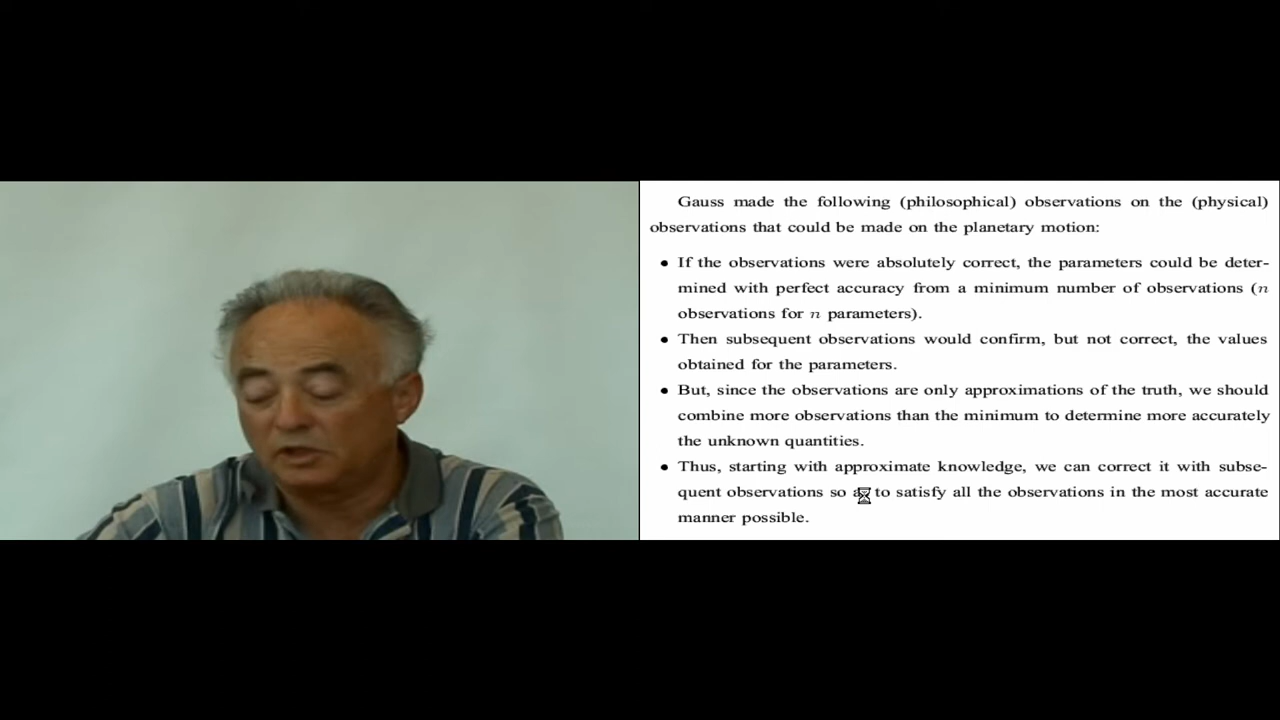 Gauss made the following (philosophical) observations on the (physical)
observations that could be made on the planetary motion:
• If the observations were absolutely correct, the parameters could be deter-
mined with perfect accuracy from a minimum number of observations (n
observations for n parameters).
• Then subsequent observations would confirm, but not correct, the values
obtained for the parameters.
• But, since the observations are only approximations of the truth, we should
combine more observations than the minimum to determine more accurately
the unknown quantities.
• Thus, starting with approximate knowledge, we can correct it with subse-
quent observations so to satisfy all the observations in the most accurate
manner possible.